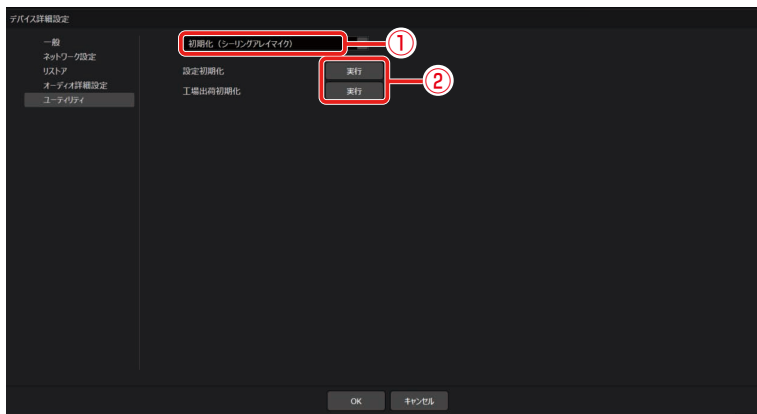 デバイス詳細設定
一般
ネットワーク設定
リストア
オーディオ詳細設定
ユーティリティ
初期化（シーリングアレイマイク）
①
設定初期化
実行
②
工場出荷初期化
実行
OK
キャンセル